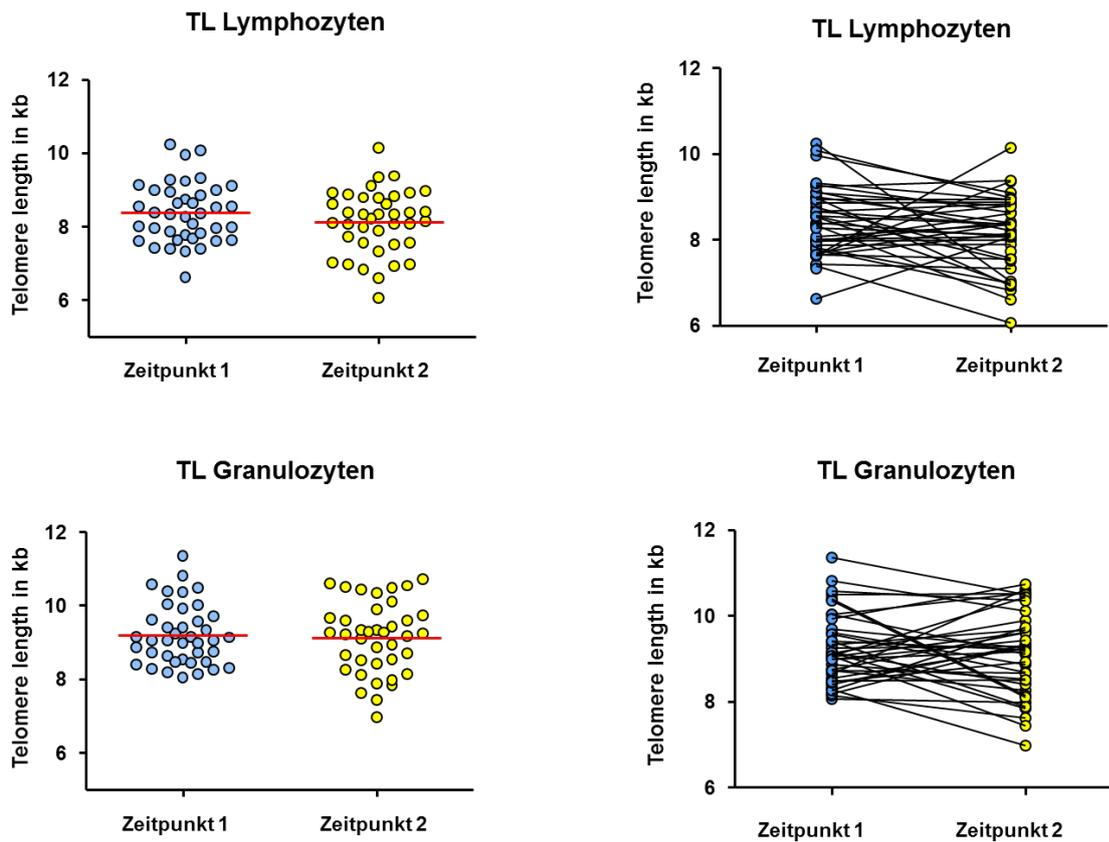 TL Lymphozyten
Telomere length in kb
12
10
8
6
Zeitpunkt 1
Zeitpunkt 2
TL Lymphozyten
Telomere length in kb
12
10
8
6
Zeitpunkt 1
Zeitpunkt 2
TL Granulozyten
Telomere length in kb
12
10
8
6
Zeitpunkt 1
Zeitpunkt 2
TL Granulozyten
Telomere length in kb
12
10
8
6
Zeitpunkt 1
Zeitpunkt 2